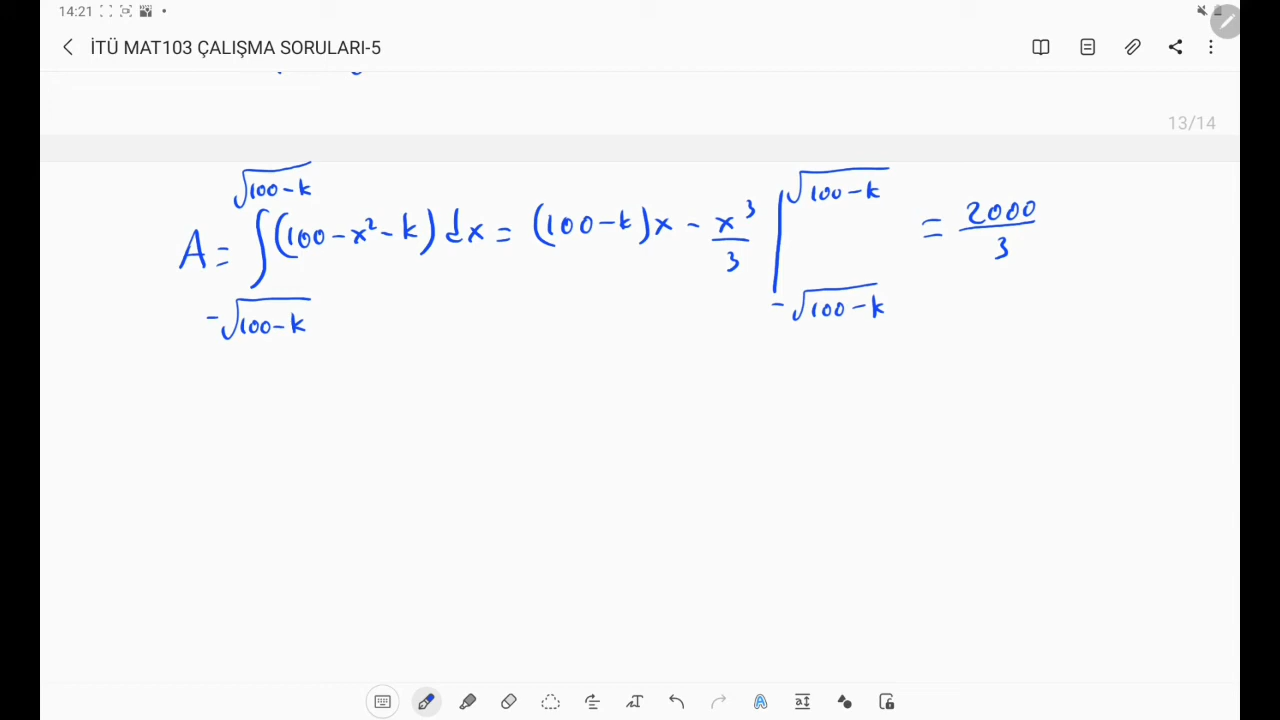 14:21
İTÜ MAT103 ÇALIŞMA SORULARI-5
13/14
A = ∫_{-√(100-k)}^{√(100-k)} (100-x²-k) dx = (100-k)x - x³/3 |_{-√(100-k)}^{√(100-k)} = 2000/3